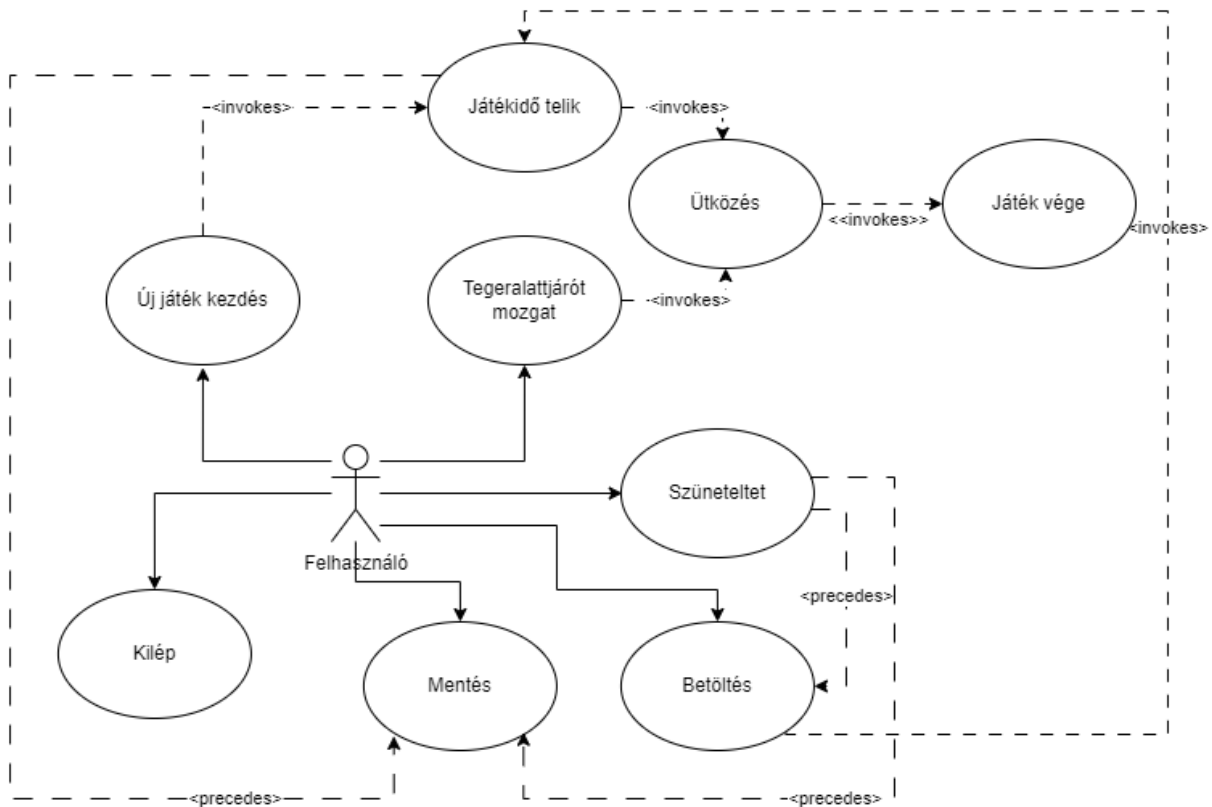 Játékidő telik
<invokes>
<invokes>
Ütközés
<<invokes>>
Játék vége
<invokes>
Új játék kezdés
Tegeralattjárót
mozgat
<invokes>
Szüneteltet
Felhasználó
<precedes>
Kilép
Mentés
Betöltés
<precedes>
<precedes>